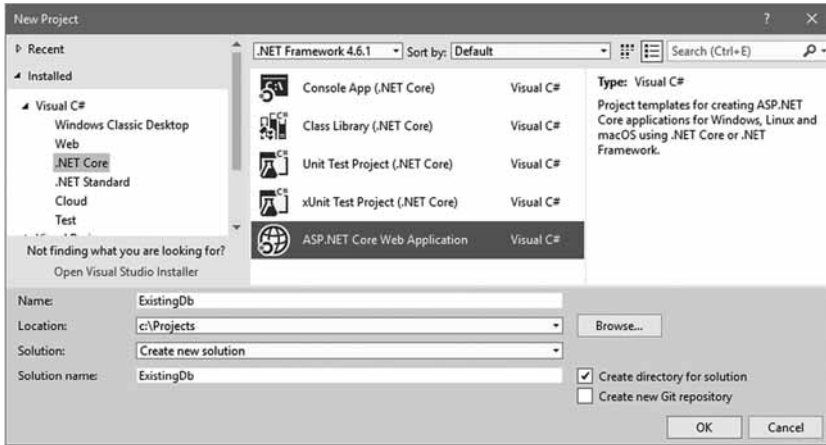 New Project
? ×
Recent
.NET Framework 4.6.1
Sort by: Default
Search (Ctrl+E)
Installed
Visual C#
Windows Classic Desktop
Web
.NET Core
.NET Standard
Cloud
Test
Not finding what you are looking for?
Open Visual Studio Installer
Console App (.NET Core) Visual C#
Class Library (.NET Core) Visual C#
Unit Test Project (.NET Core) Visual C#
xUnit Test Project (.NET Core) Visual C#
ASP.NET Core Web Application Visual C#
Type: Visual C#
Project templates for creating ASP.NET
Core applications for Windows, Linux and
macOS using .NET Core or .NET
Framework.
Name: ExistingDb
Location: c:\Projects
Browse...
Solution: Create new solution
Solution name: ExistingDb
Create directory for solution
Create new Git repository
OK Cancel